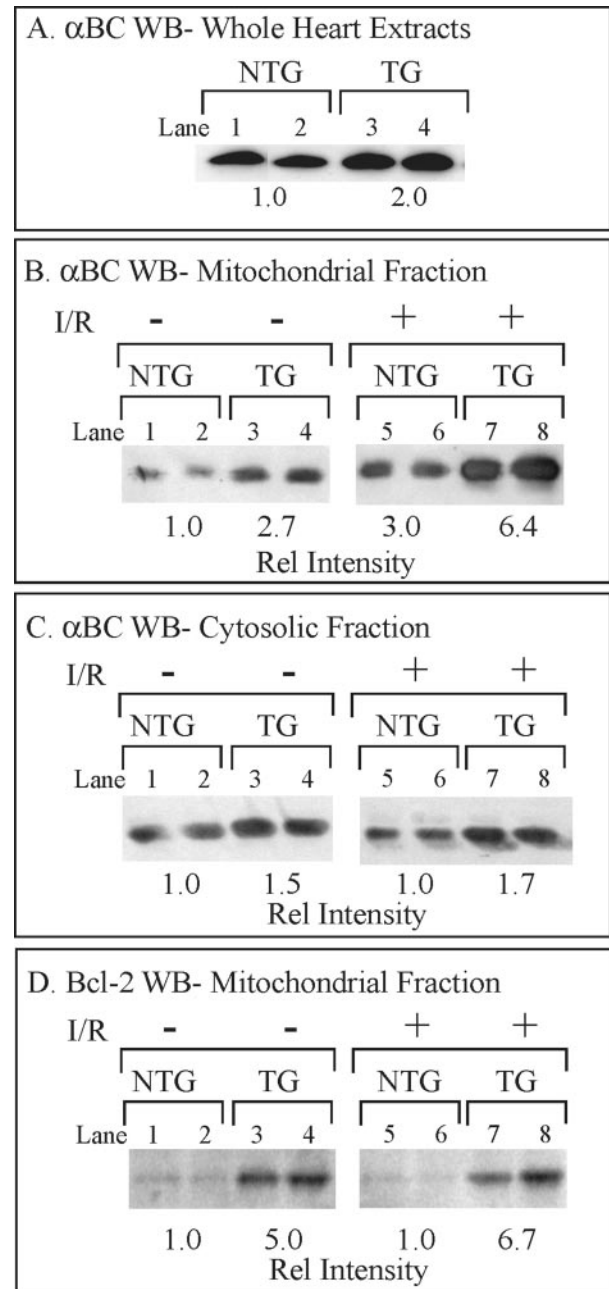 A. αBC WB- Whole Heart Extracts
NTG TG
Lane 1 2 3 4
1.0 2.0
B. αBC WB- Mitochondrial Fraction
I/R - - + +
NTG TG NTG TG
Lane 1 2 3 4 5 6 7 8
1.0 2.7 3.0 6.4
Rel Intensity
C. αBC WB- Cytosolic Fraction
I/R - - + +
NTG TG NTG TG
Lane 1 2 3 4 5 6 7 8
1.0 1.5 1.0 1.7
Rel Intensity
D. Bcl-2 WB- Mitochondrial Fraction
I/R - - + +
NTG TG NTG TG
Lane 1 2 3 4 5 6 7 8
1.0 5.0 1.0 6.7
Rel Intensity